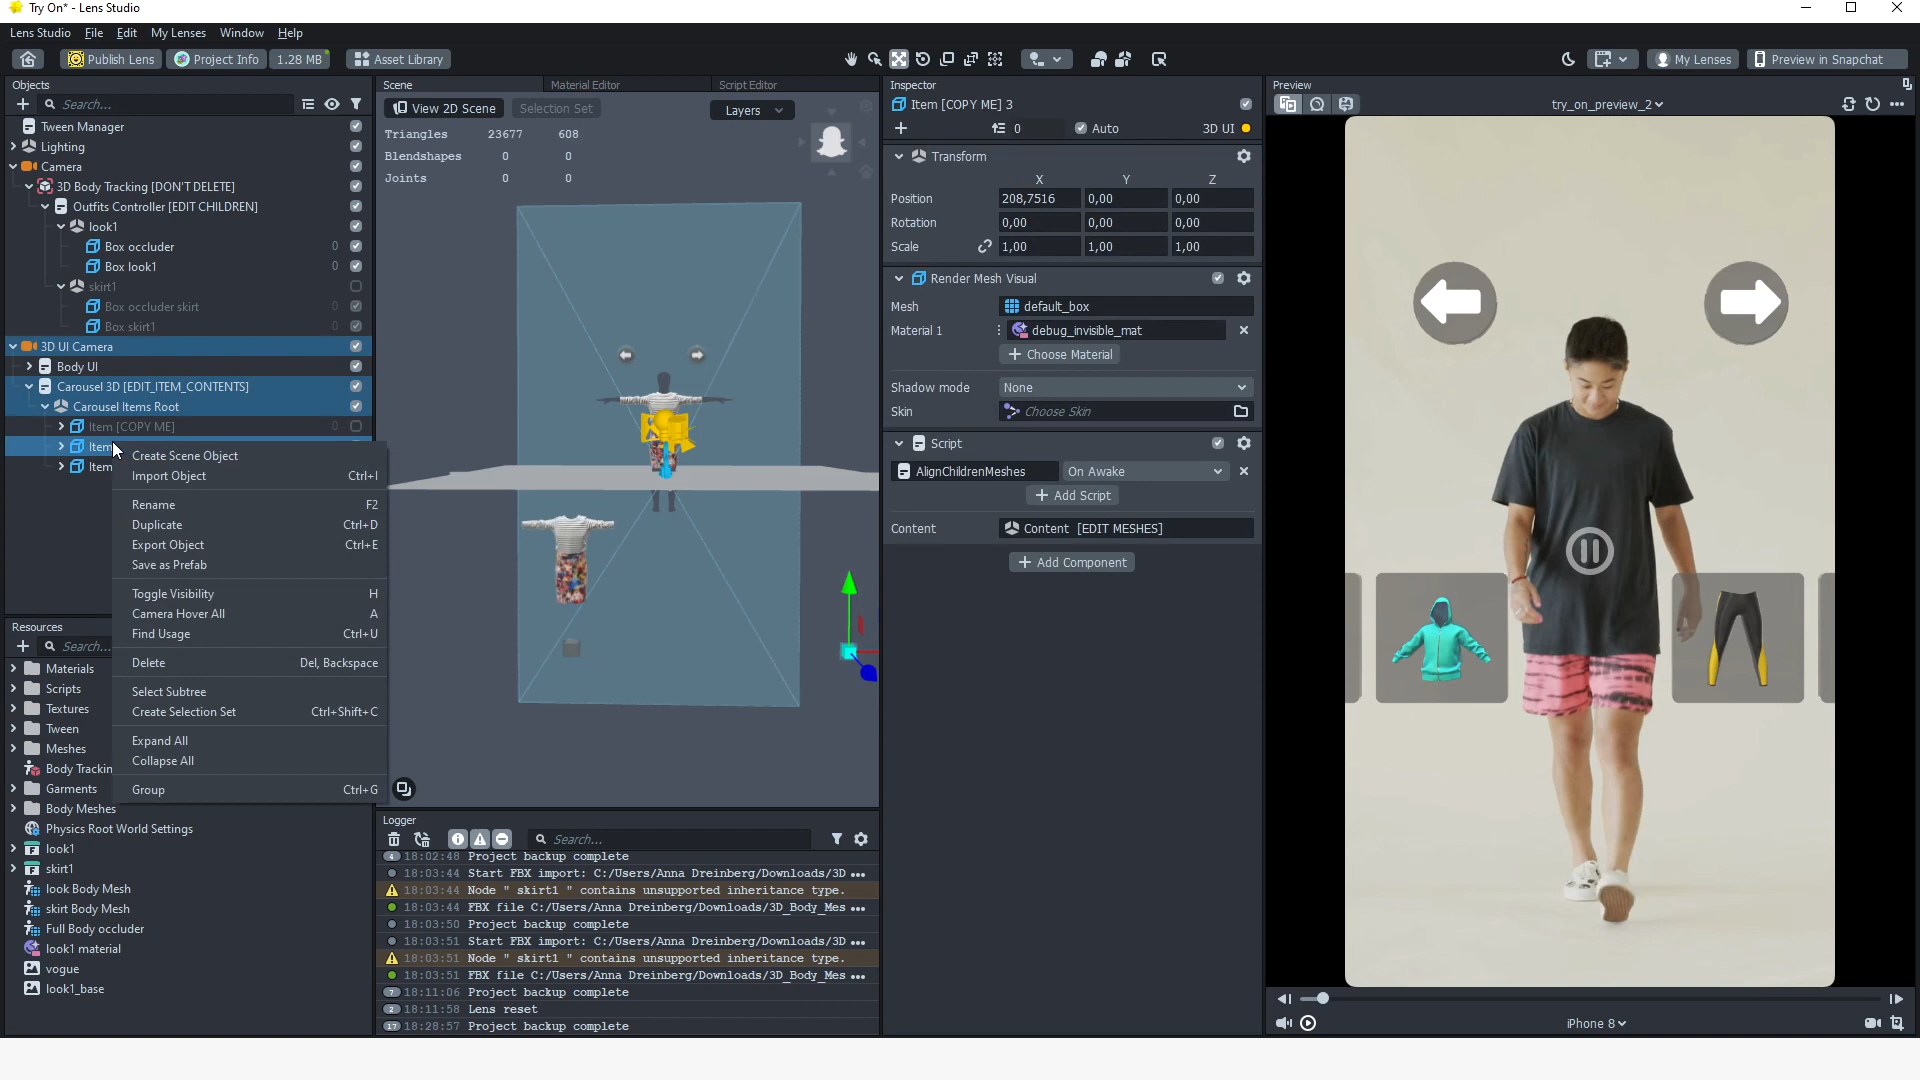 Try On* - Lens Studio
Lens Studio File Edit My Lenses Window Help
Publish Lens Project Info 1.28 MB Asset Library My Lenses Preview in Snapchat
Objects
Search...
Tween Manager
Lighting
Camera
3D Body Tracking [DON'T DELETE]
Outfits Controller [EDIT CHILDREN]
look1
Box occluder 0
Box look1 0
skirt1
Box occluder skirt 0
Box skirt1 0
3D UI Camera
Body UI
Carousel 3D [EDIT_ITEM_CONTENTS]
Carousel Items Root
Item [COPY ME] 0
Item
Item
Create Scene Object
Import Object Ctrl+I
Rename F2
Duplicate Ctrl+D
Export Object Ctrl+E
Save as Prefab
Toggle Visibility H
Camera Hover All A
Find Usage Ctrl+U
Delete Del, Backspace
Select Subtree
Create Selection Set Ctrl+Shift+C
Expand All
Collapse All
Group Ctrl+G
Resources
Search...
Materials
Scripts
Textures
Tween
Meshes
Body Trackin
Garments
Body Meshes
Physics Root World Settings
look1
skirt1
look Body Mesh
skirt Body Mesh
Full Body occluder
look1 material
vogue
look1_base
Scene Material Editor Script Editor
View 2D Scene Selection Set Layers
Triangles 23677 608
Blendshapes 0 0
Joints 0 0
Logger
Search...
4 18:02:48 Project backup complete
18:03:44 Start FBX import: C:/Users/Anna Dreinberg/Downloads/3D •••
18:03:44 Node " skirt1 " contains unsupported inheritance type.
18:03:44 FBX file C:/Users/Anna Dreinberg/Downloads/3D_Body_Mes •••
18:03:50 Project backup complete
18:03:51 Start FBX import: C:/Users/Anna Dreinberg/Downloads/3D •••
18:03:51 Node " skirt1 " contains unsupported inheritance type.
18:03:51 FBX file C:/Users/Anna Dreinberg/Downloads/3D_Body_Mes •••
7 18:11:06 Project backup complete
2 18:11:58 Lens reset
17 18:28:57 Project backup complete
Inspector
Item [COPY ME] 3
0 Auto 3D UI
Transform
X Y Z
Position 208,7516 0,00 0,00
Rotation 0,00 0,00 0,00
Scale 1,00 1,00 1,00
Render Mesh Visual
Mesh default_box
Material 1 debug_invisible_mat
+ Choose Material
Shadow mode None
Skin Choose Skin
Script
AlignChildrenMeshes On Awake
+ Add Script
Content Content [EDIT MESHES]
+ Add Component
Preview
try_on_preview_2
iPhone 8